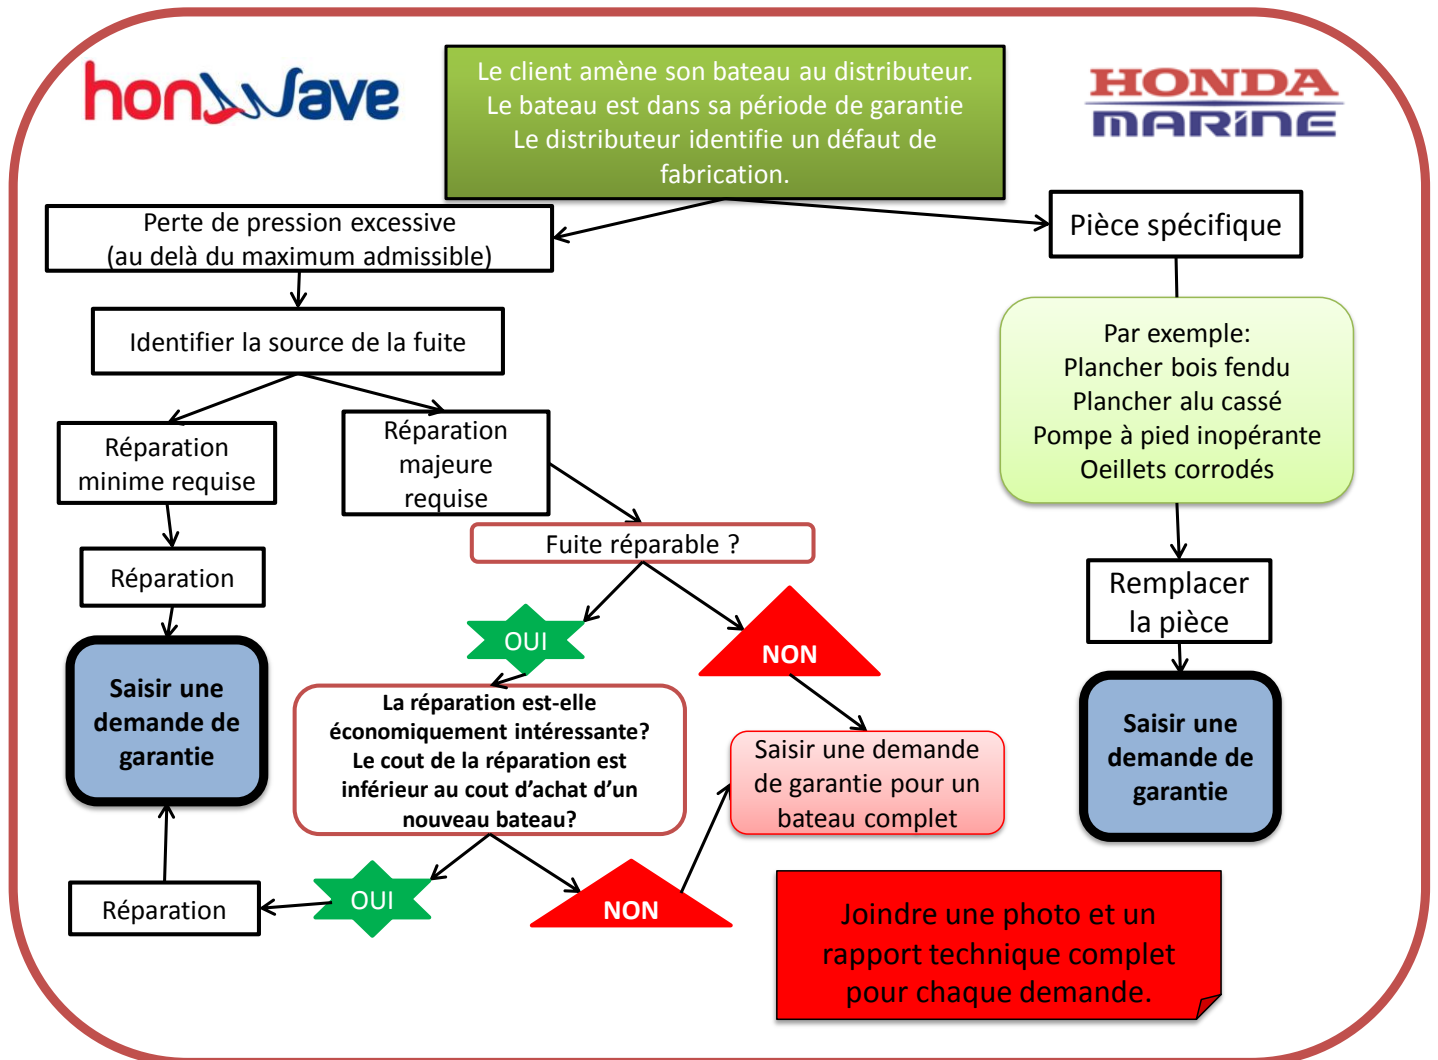 honwave
Le client amène son bateau au distributeur.
Le bateau est dans sa période de garantie
Le distributeur identifie un défaut de
fabrication.
HONDA
MARINE
Perte de pression excessive
(au delà du maximum admissible)
Pièce spécifique
Identifier la source de la fuite
Par exemple:
Plancher bois fendu
Plancher alu cassé
Pompe à pied inopérante
Oeillets corrodés
Réparation
minime requise
Réparation
majeure
requise
Fuite réparable ?
Réparation
Remplacer
la pièce
OUI
NON
Saisir une
demande de
garantie
La réparation est-elle
économiquement intéressante?
Le cout de la réparation est
inférieur au cout d’achat d’un
nouveau bateau?
Saisir une demande
de garantie pour un
bateau complet
Saisir une
demande de
garantie
Réparation
OUI
NON
Joindre une photo et un
rapport technique complet
pour chaque demande.